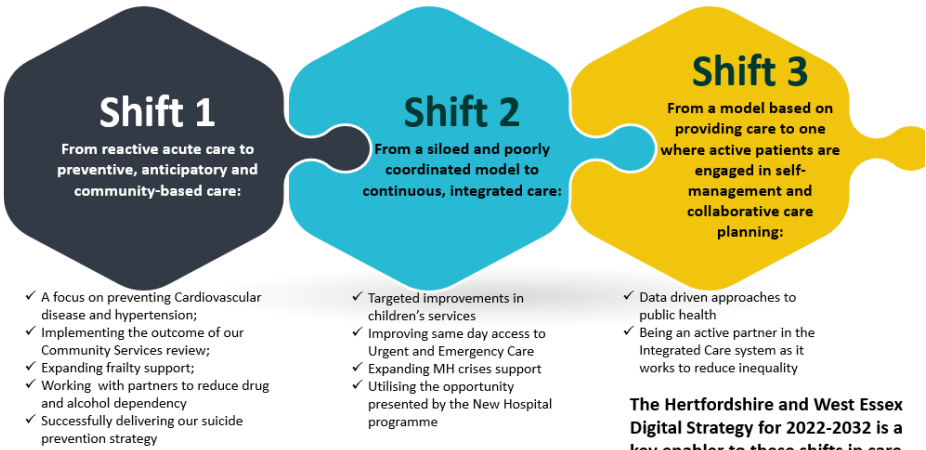 Shift 1
From reactive acute care to
preventive, anticipatory and
community-based care:
Shift 2
From a siloed and poorly
coordinated model to
continuous, integrated care:
Shift 3
From a model based on
providing care to one
where active patients are
engaged in self-
management and
collaborative care
planning:
✓ A focus on preventing Cardiovascular
disease and hypertension;
✓ Implementing the outcome of our
Community Services review;
✓ Expanding frailty support;
✓ Working with partners to reduce drug
and alcohol dependency
✓ Successfully delivering our suicide
prevention strategy
✓ Targeted improvements in
children's services
✓ Improving same day access to
Urgent and Emergency Care
✓ Expanding MH crises support
✓ Utilising the opportunity
presented by the New Hospital
programme
✓ Data driven approaches to
public health
✓ Being an active partner in the
Integrated Care system as it
works to reduce inequality
The Hertfordshire and West Essex
Digital Strategy for 2022-2032 is a
key enabler to these shifts in care